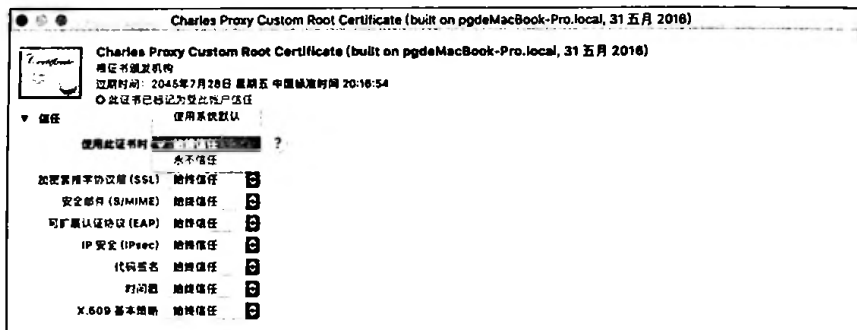 Charles Proxy Custom Root Certificate (built on pgdeMacBook-Pro.local, 31 五月 2016)
Charles Proxy Custom Root Certificate (built on pgdeMacBook-Pro.local, 31 五月 2016)
根证书颁发机构
过期时间: 2045年7月28日 星期五 中国标准时间 20:16:54
此证书已标记为受此帐户信任
▼ 信任
使用系统默认
使用此证书时 ✓ 始终信任 ?
永不信任
加密套接字协议层 (SSL) 始终信任
安全邮件 (S/MIME) 始终信任
可扩展认证协议 (EAP) 始终信任
IP 安全 (IPsec) 始终信任
代码签名 始终信任
时间戳 始终信任
X.509 基本策略 始终信任